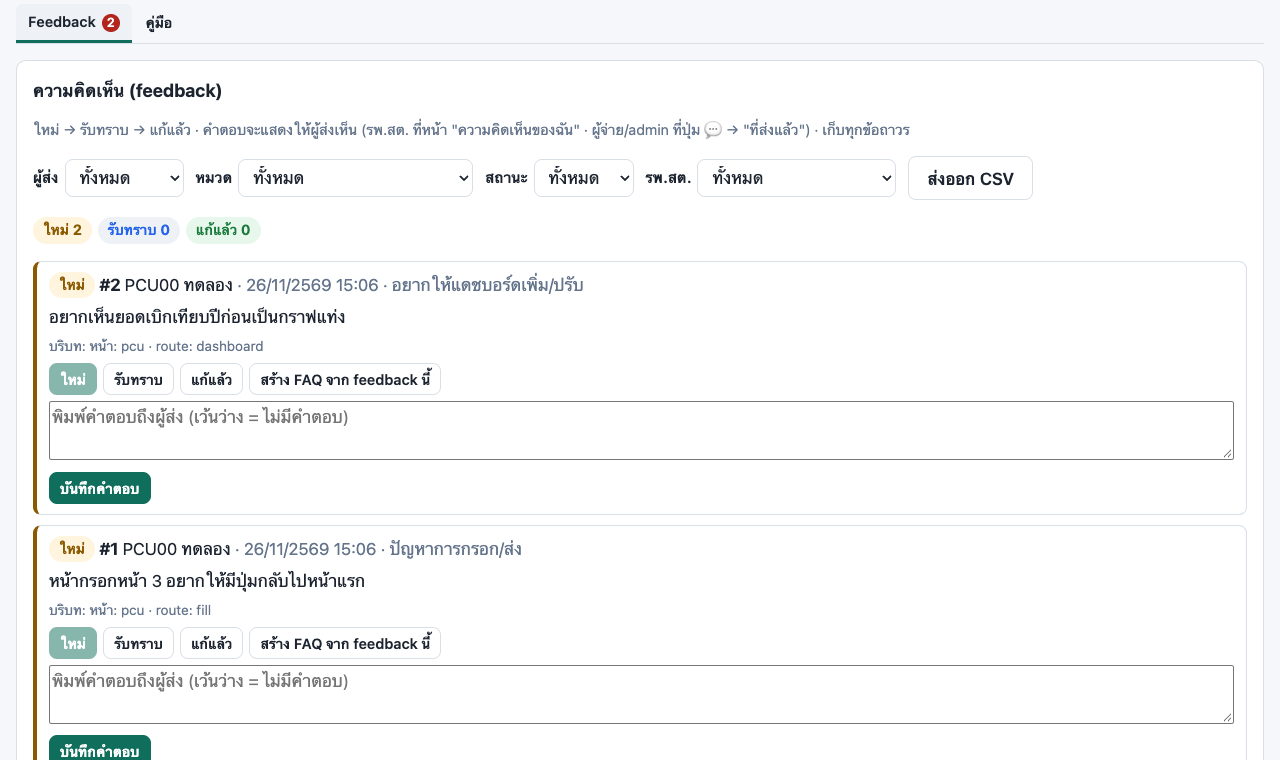 Feedback 2 คู่มือ
ความคิดเห็น (feedback)
ใหม่ → รับทราบ → แก้แล้ว · คำตอบจะแสดงให้ผู้ส่งเห็น (รพ.สต. ที่หน้า "ความคิดเห็นของฉัน" · ผู้จ่าย/admin ที่ปุ่ม 💬 → "ที่ส่งแล้ว") · เก็บทุกข้อถาวร
ผู้ส่ง ทั้งหมด หมวด ทั้งหมด สถานะ ทั้งหมด รพ.สต. ทั้งหมด ส่งออก CSV
ใหม่ 2 รับทราบ 0 แก้แล้ว 0
ใหม่ #2 PCU00 ทดลอง · 26/11/2569 15:06 · อยากให้แดชบอร์ดเพิ่ม/ปรับ
อยากเห็นยอดเบิกเทียบปีก่อนเป็นกราฟแท่ง
บริบท: หน้า: pcu · route: dashboard
ใหม่ รับทราบ แก้แล้ว สร้าง FAQ จาก feedback นี้
พิมพ์คำตอบถึงผู้ส่ง (เว้นว่าง = ไม่มีคำตอบ)
บันทึกคำตอบ
ใหม่ #1 PCU00 ทดลอง · 26/11/2569 15:06 · ปัญหาการกรอก/ส่ง
หน้ากรอกหน้า 3 อยากให้มีปุ่มกลับไปหน้าแรก
บริบท: หน้า: pcu · route: fill
ใหม่ รับทราบ แก้แล้ว สร้าง FAQ จาก feedback นี้
พิมพ์คำตอบถึงผู้ส่ง (เว้นว่าง = ไม่มีคำตอบ)
บันทึกคำตอบ